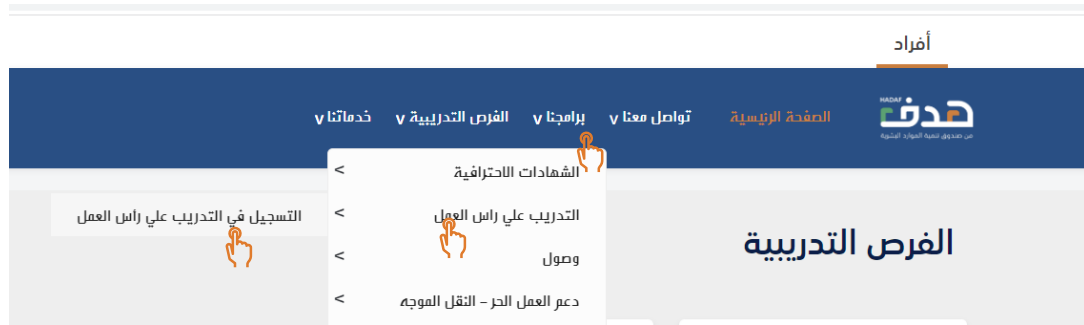 أفراد
HADAF
هدف
من صندوق تنمية الموارد البشرية
الصفحة الرئيسية
تواصل معنا v
برامجنا v
الفرص التدريبية v
خدماتنا v
الشهادات الاحترافية >
التدريب علي راس العمل >
التسجيل في التدريب علي راس العمل
وصول >
دعم العمل الحر – النقل الموجه >
الفرص التدريبية